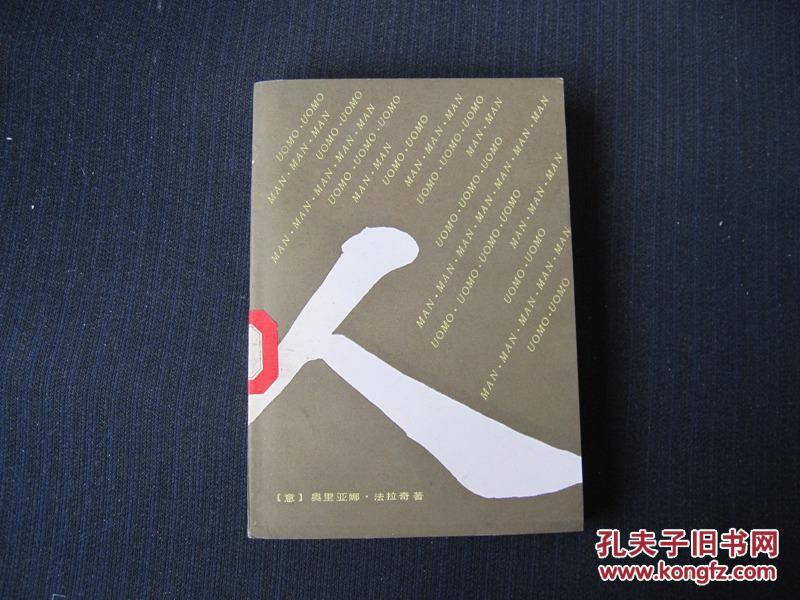 UOMO·UOMO
MAN·MAN·MAN
UOMO·UOMO
MAN·MAN·MAN·MAN·MAN
UOMO·UOMO·UOMO
MAN·MAN
UOMO·UOMO
MAN·MAN·MAN
UOMO·UOMO·UOMO
MAN·MAN
UOMO·UOMO·UOMO
MAN·MAN·MAN·MAN·MAN·MAN·MAN
UOMO·UOMO·UOMO·UOMO
MAN·MAN·MAN
UOMO·UOMO
MAN·MAN·MAN·MAN·MAN
UOMO·UOMO
人
〔意〕奥里亚娜·法拉奇著
孔夫子旧书网
www.kongfz.com